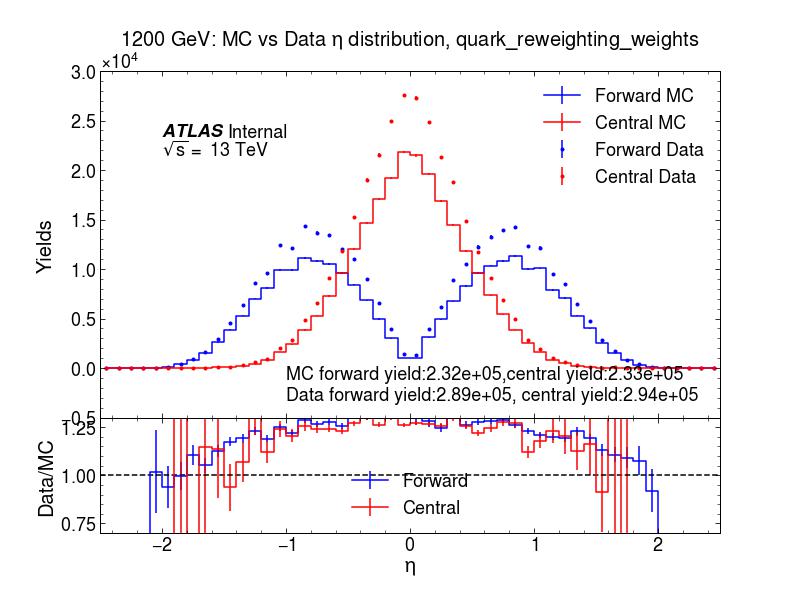 1200 GeV: MC vs Data η distribution, quark_reweighting_weights
×10⁴
3.0
2.5
2.0
1.5
1.0
0.5
0.0
0.5
Yields
ATLAS Internal
√s = 13 TeV
Forward MC
Central MC
Forward Data
Central Data
MC forward yield:2.32e+05,central yield:2.33e+05
Data forward yield:2.89e+05, central yield:2.94e+05
1.25
1.00
0.75
Data/MC
Forward
Central
−2 −1 0 1 2
η